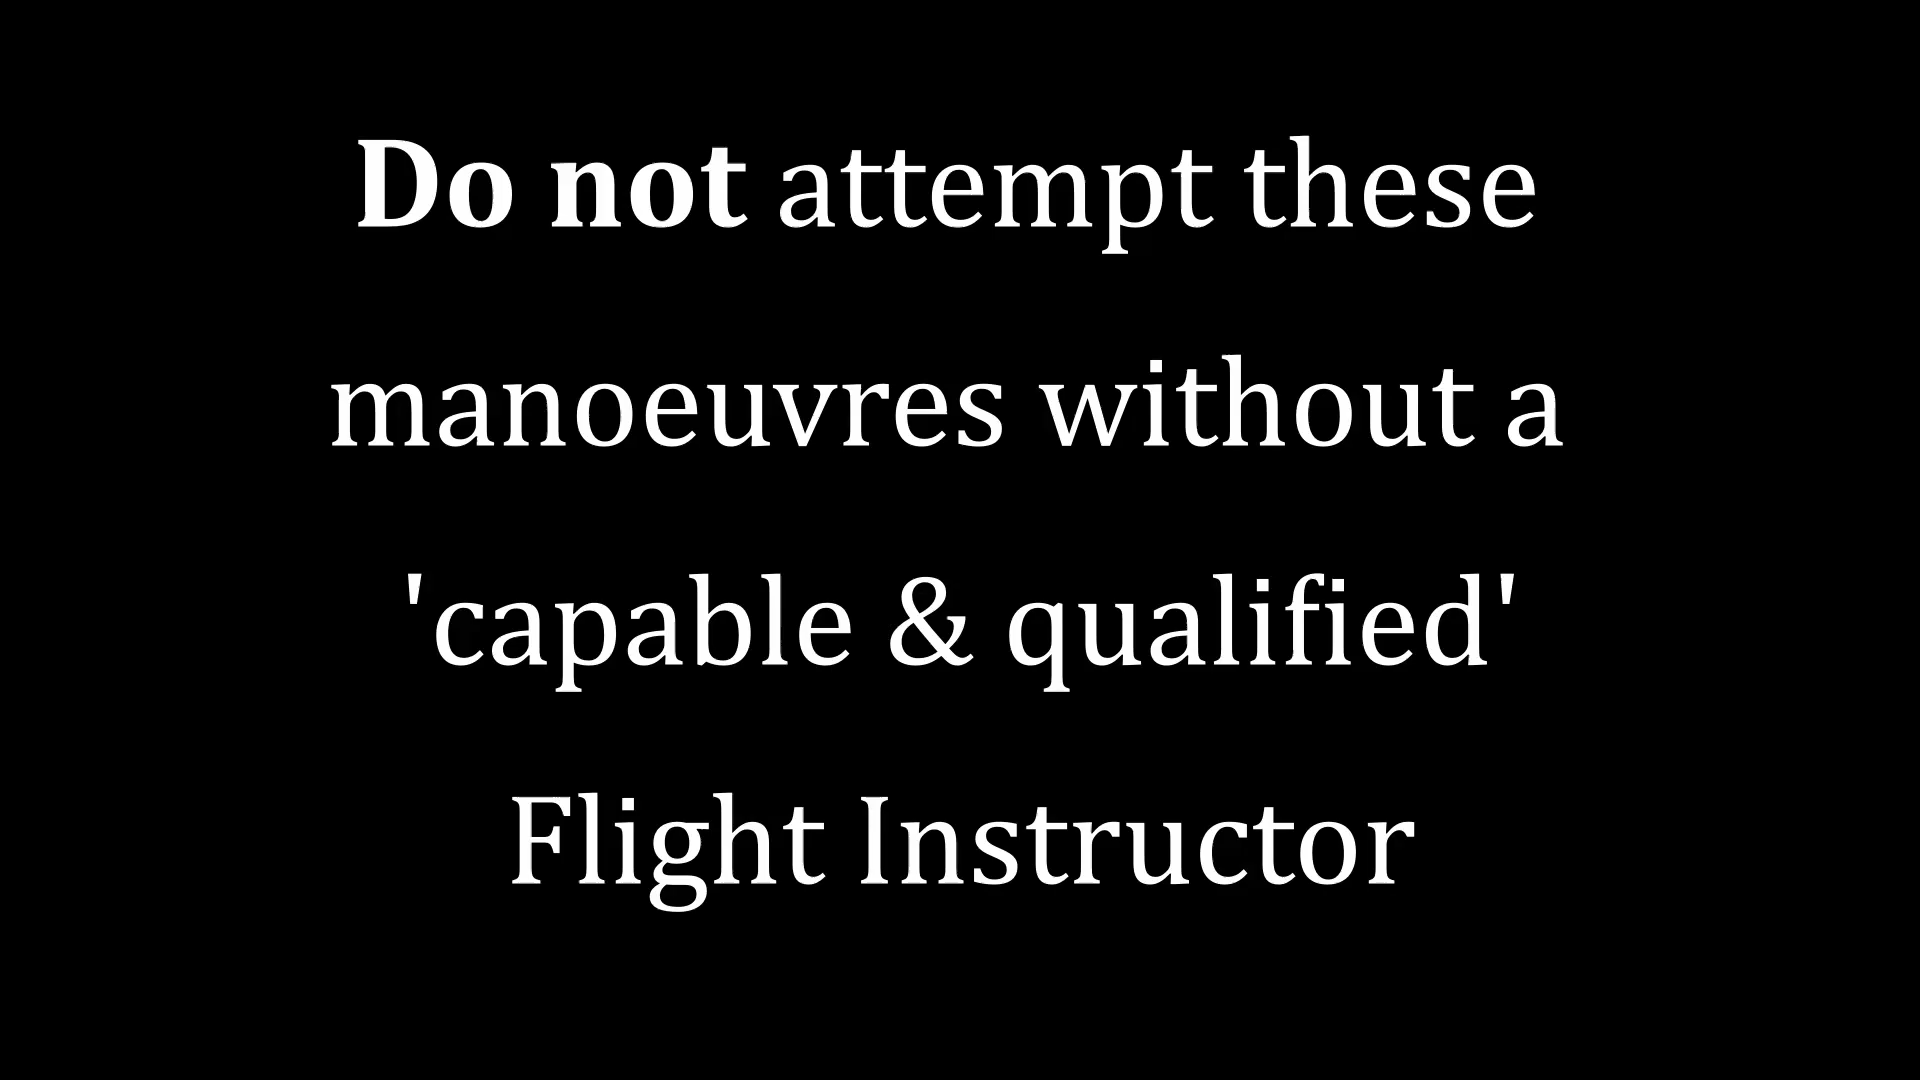 Do not attempt these
manoeuvres without a
'capable & qualified'
Flight Instructor